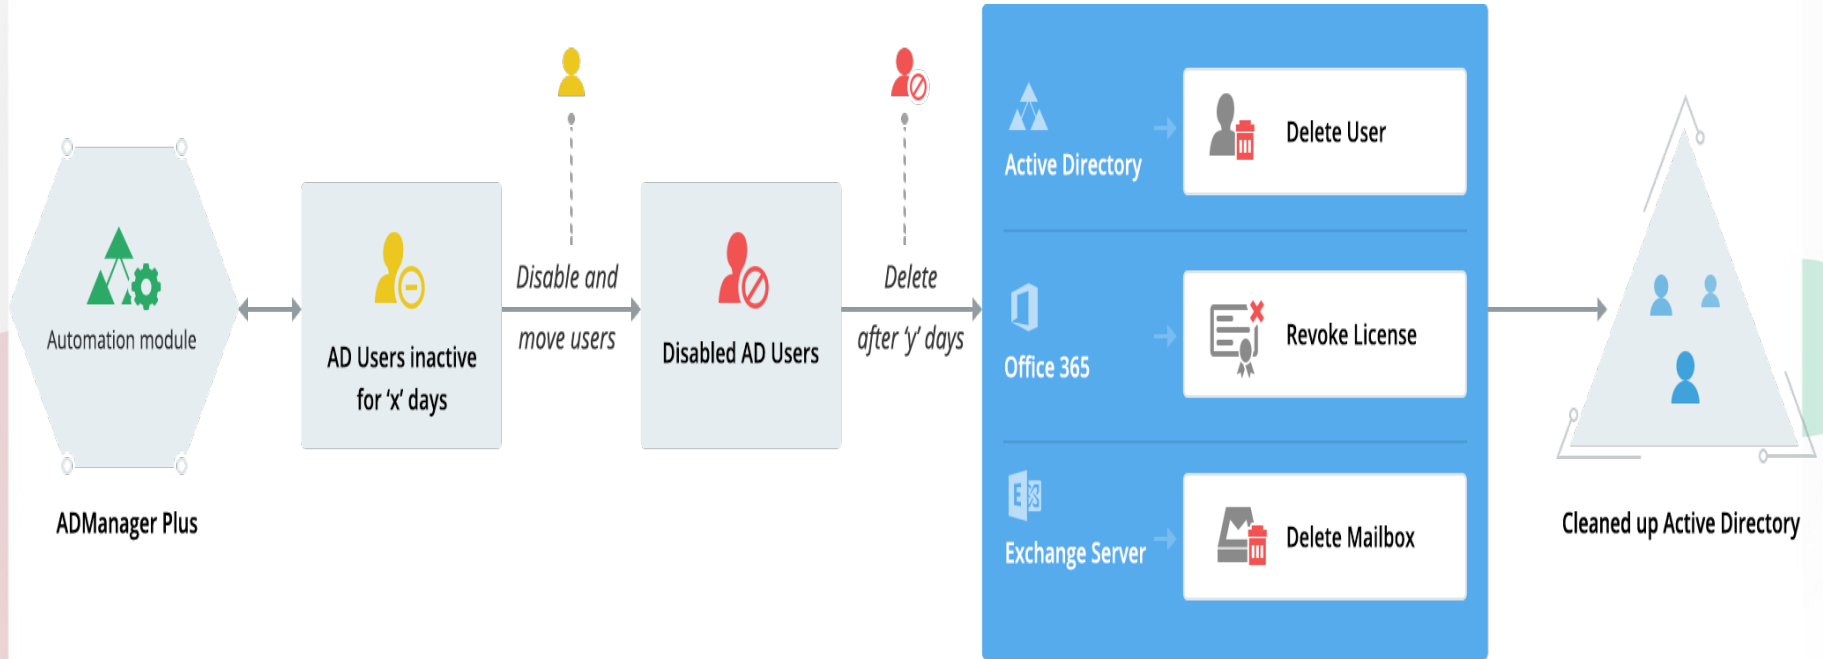 Automation module
ADManager Plus
AD Users inactive
for ‘x’ days
Disable and
move users
Disabled AD Users
Delete
after ‘y’ days
Active Directory
Delete User
Office 365
Revoke License
Exchange Server
Delete Mailbox
Cleaned up Active Directory